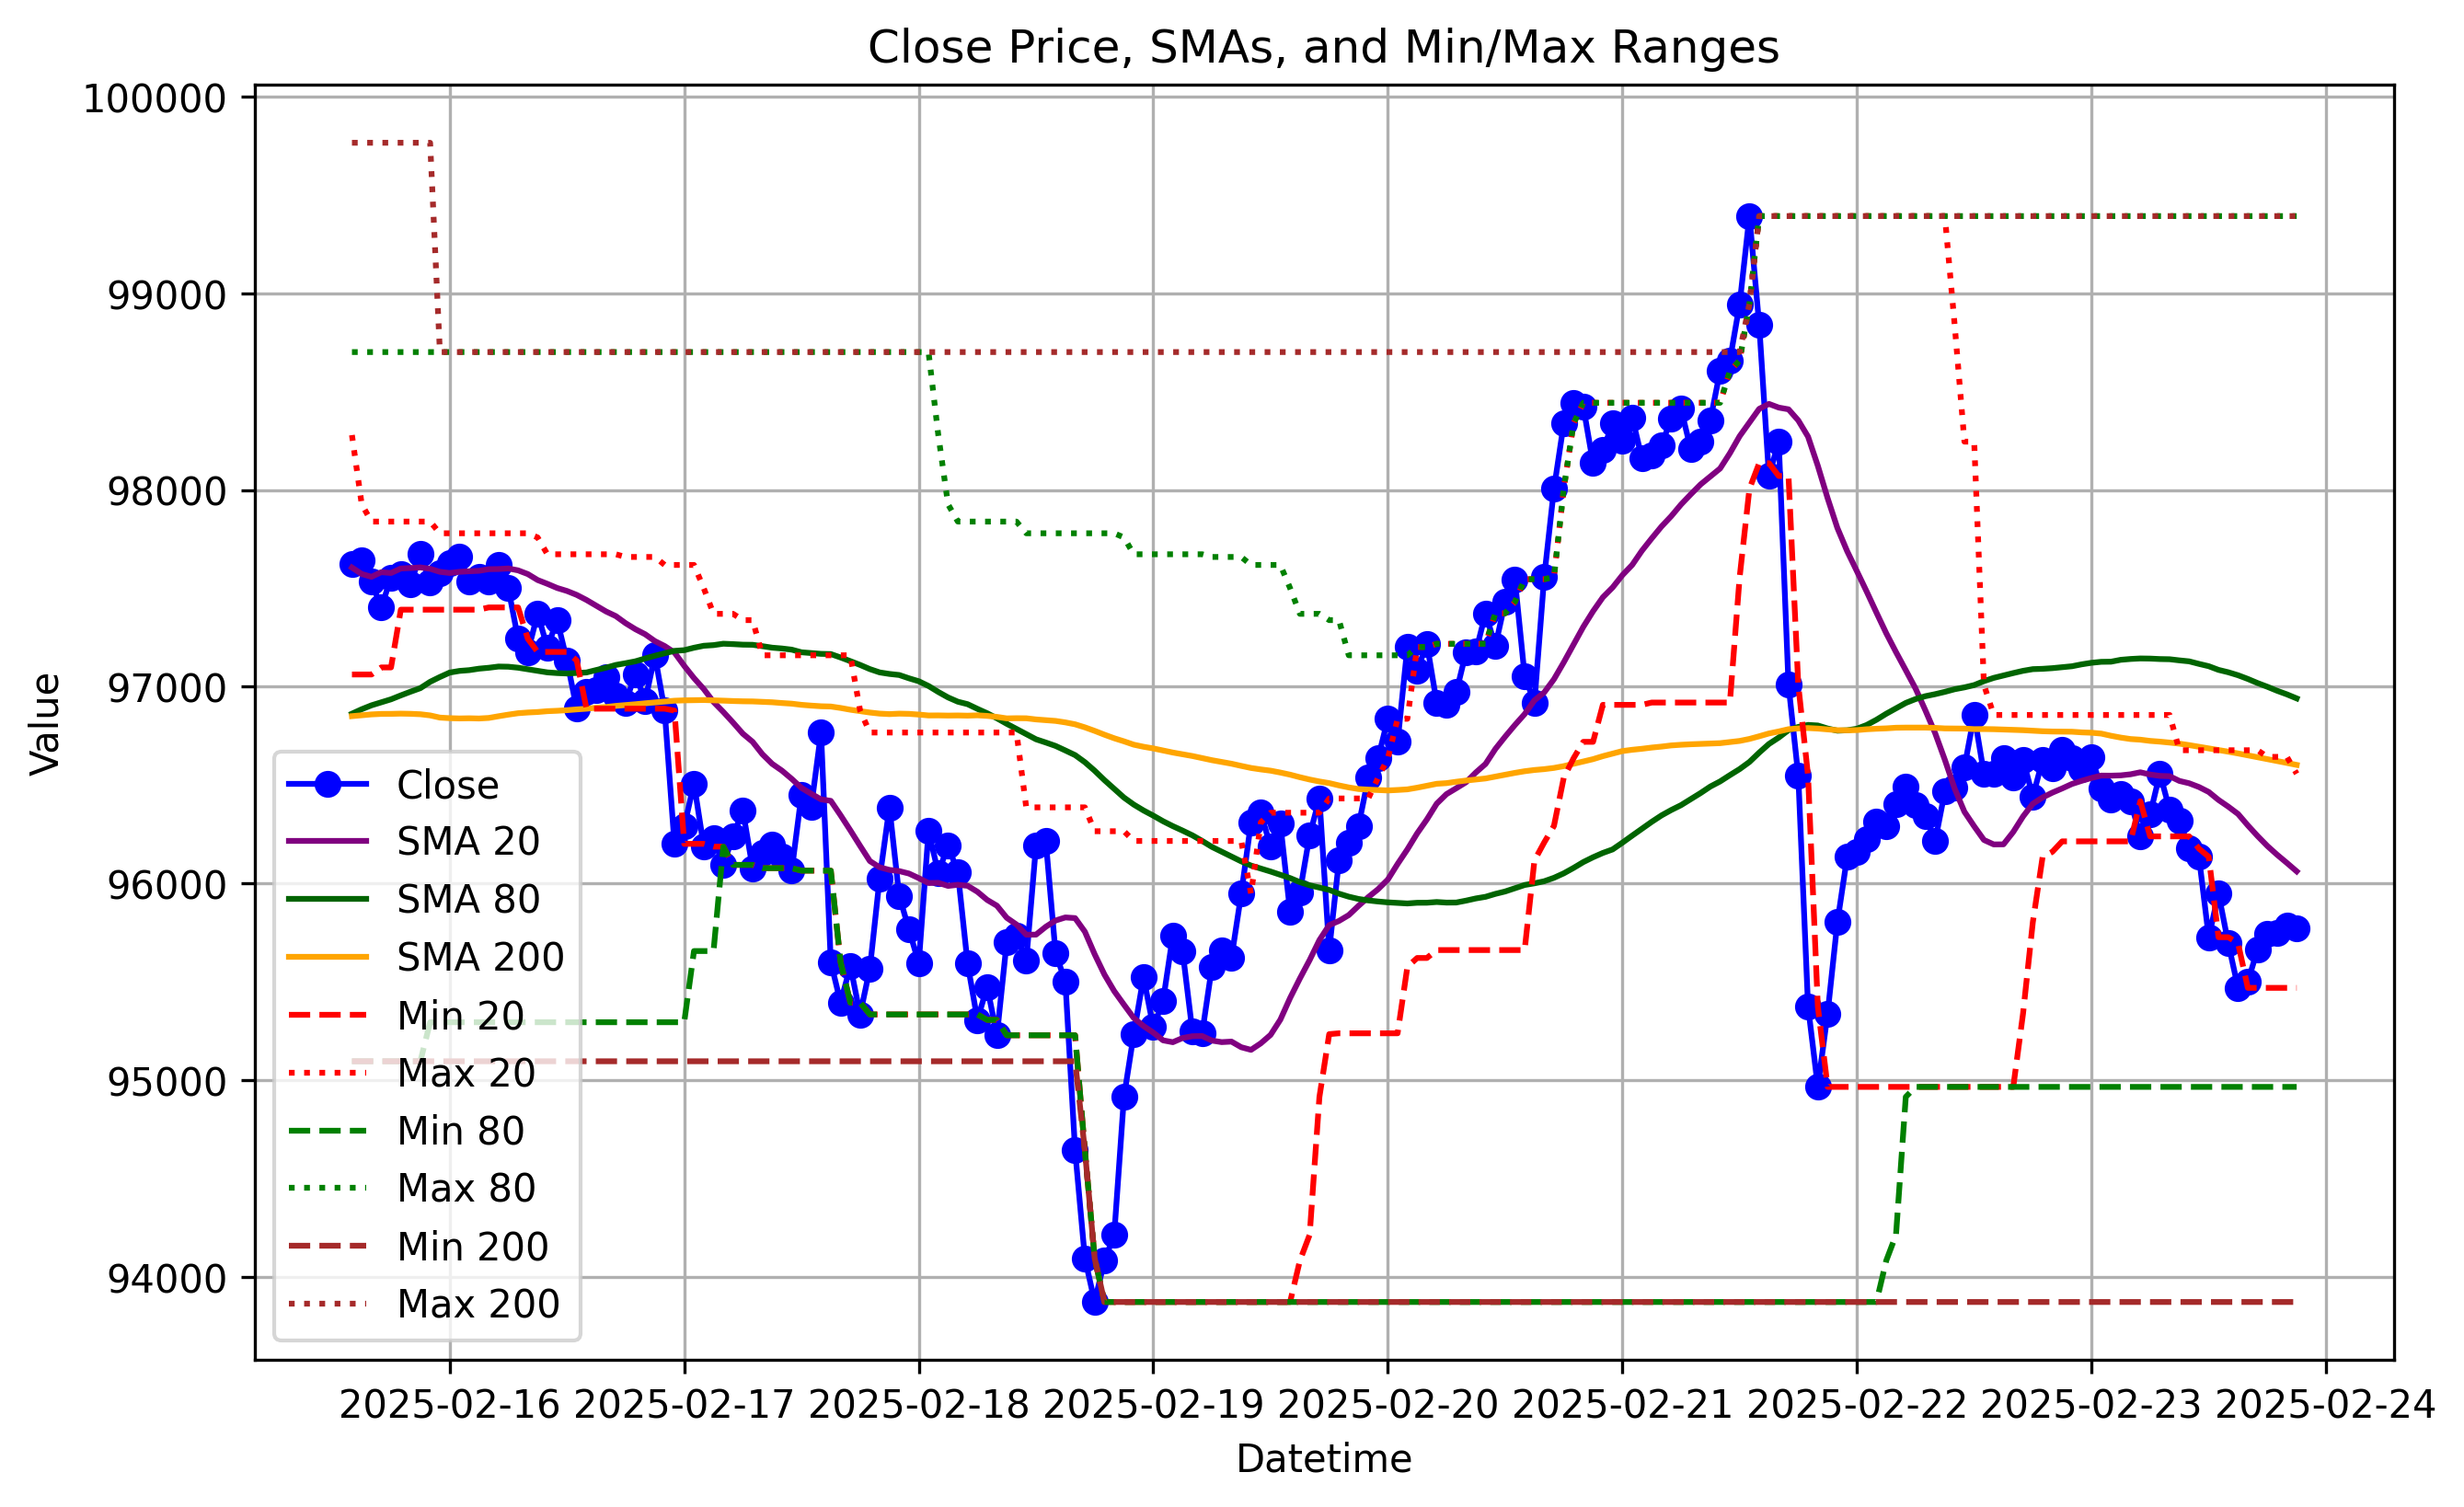 Close Price, SMAs, and Min/Max Ranges
Value
100000
99000
98000
97000
96000
95000
94000
Close
SMA 20
SMA 80
SMA 200
Min 20
Max 20
Min 80
Max 80
Min 200
Max 200
2025-02-16 2025-02-17 2025-02-18 2025-02-19 2025-02-20 2025-02-21 2025-02-22 2025-02-23 2025-02-24
Datetime